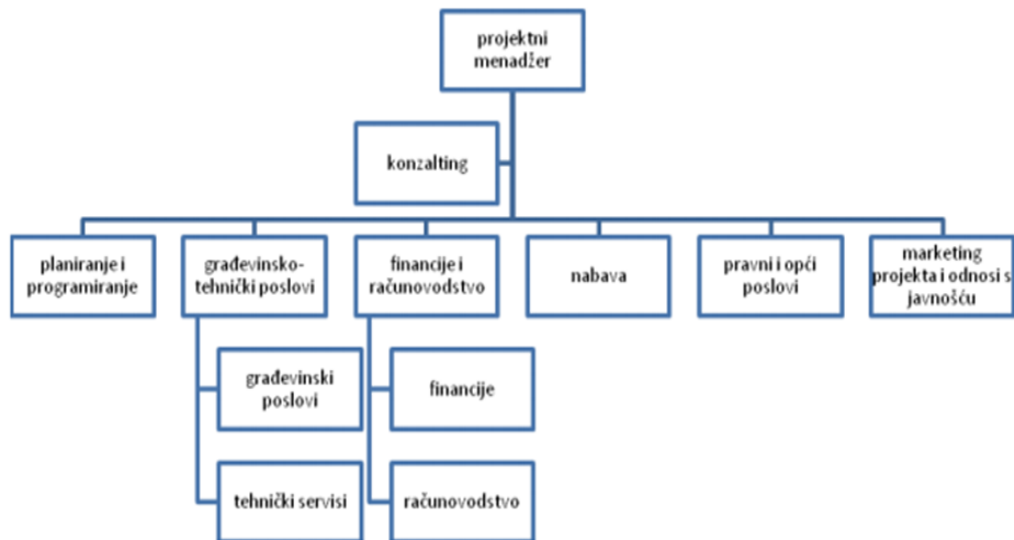 projektni
menadžer
konzalting
planiranje i
programiranje
građevinsko-
tehnički poslovi
financije i
računovodstvo
nabava
pravni i opći
poslovi
marketing
projekta i odnosi s
javnošću
građevinski
poslovi
financije
tehnički servisi
računovodstvo